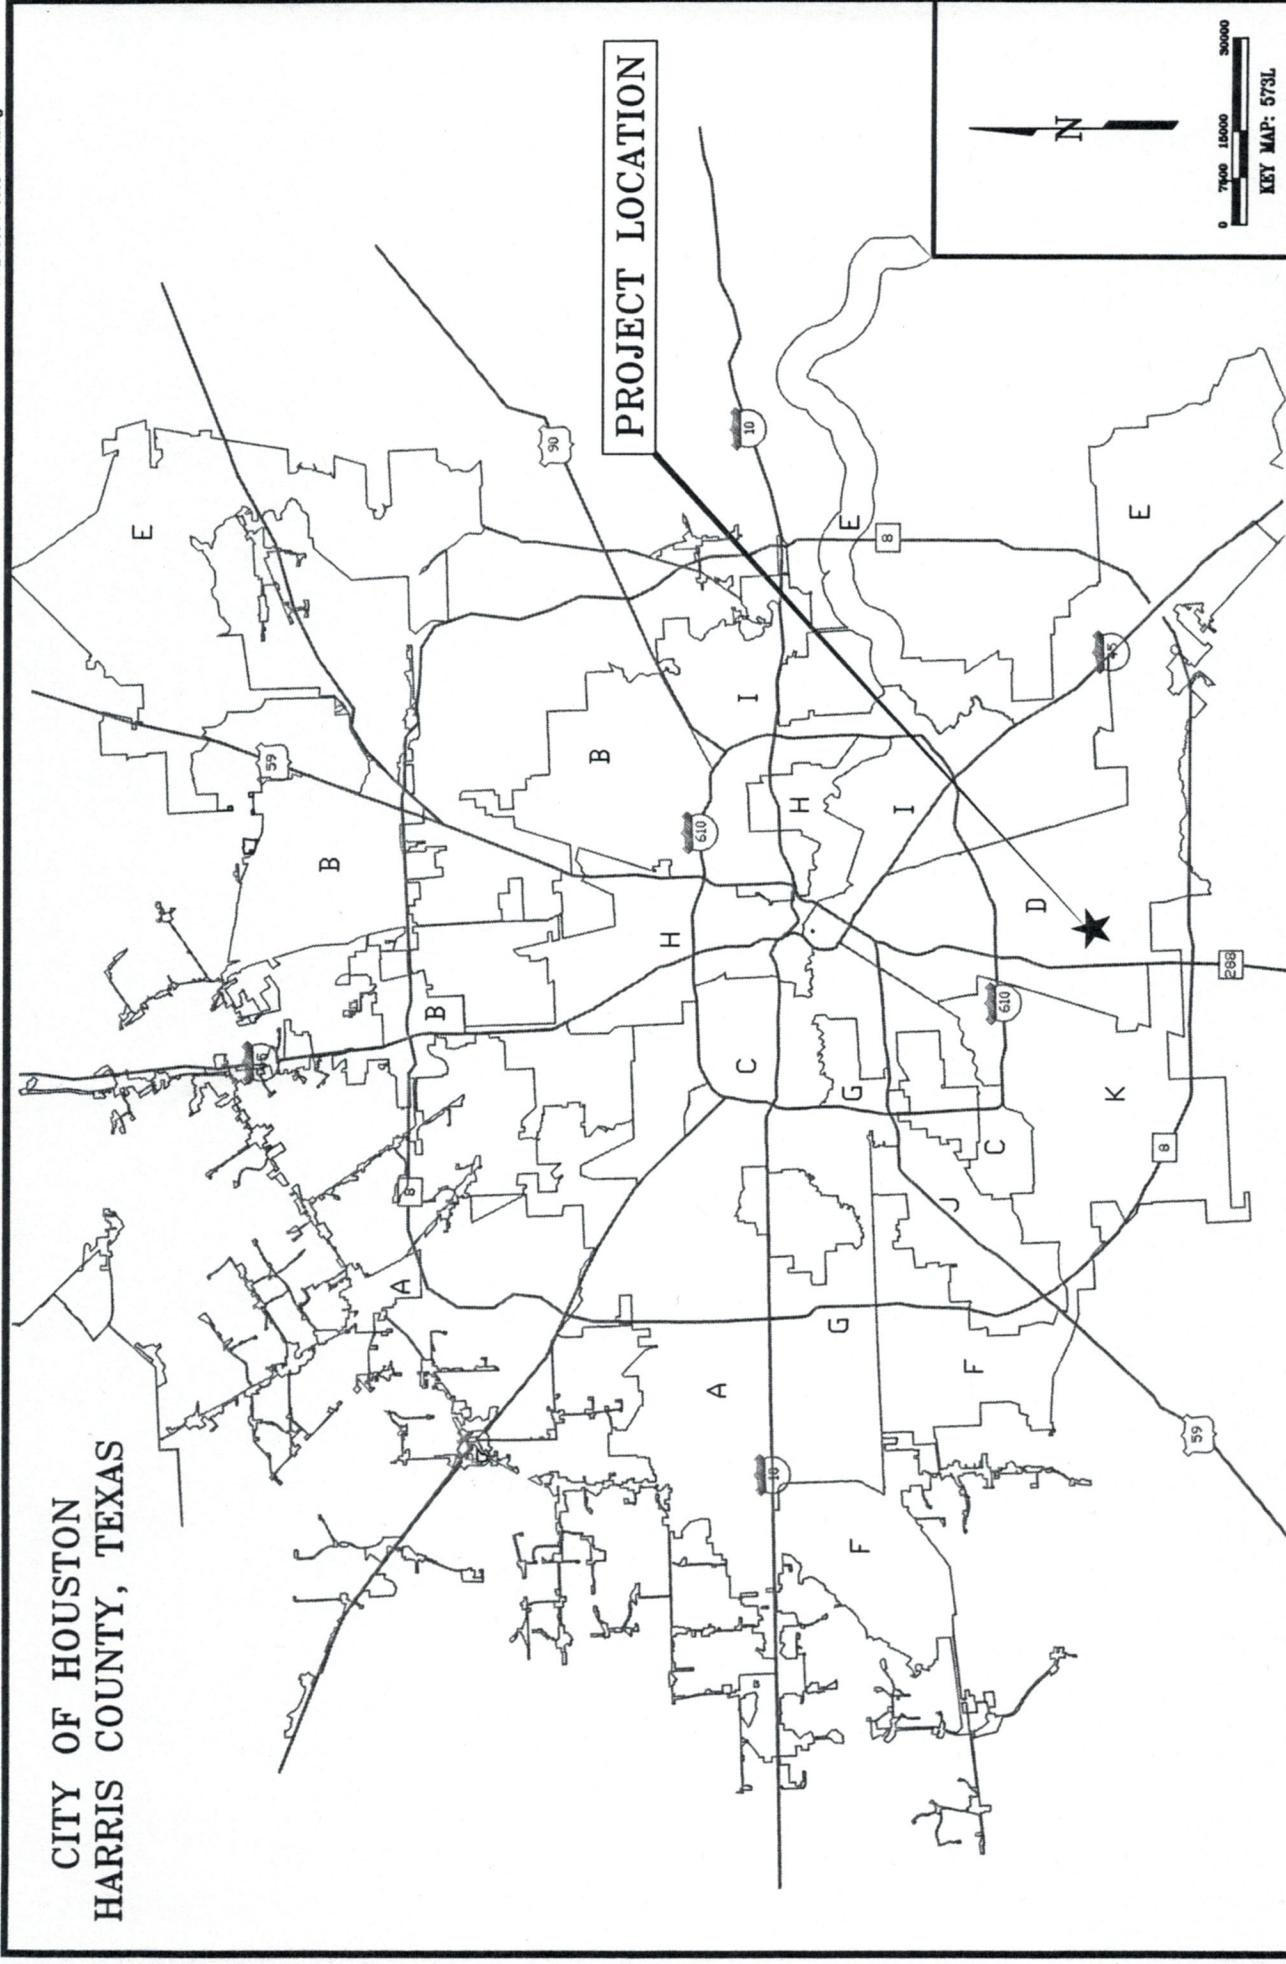 CITY OF HOUSTON
HARRIS COUNTY, TEXAS
PROJECT LOCATION
N
0 7500 15000 30000
KEY MAP: 573L
E
59
90
B
B
B
H
610
I
10
H
I
E
8
E
45
D
288
610
C
G
C
K
8
J
8
A
A
G
F
F
10
59